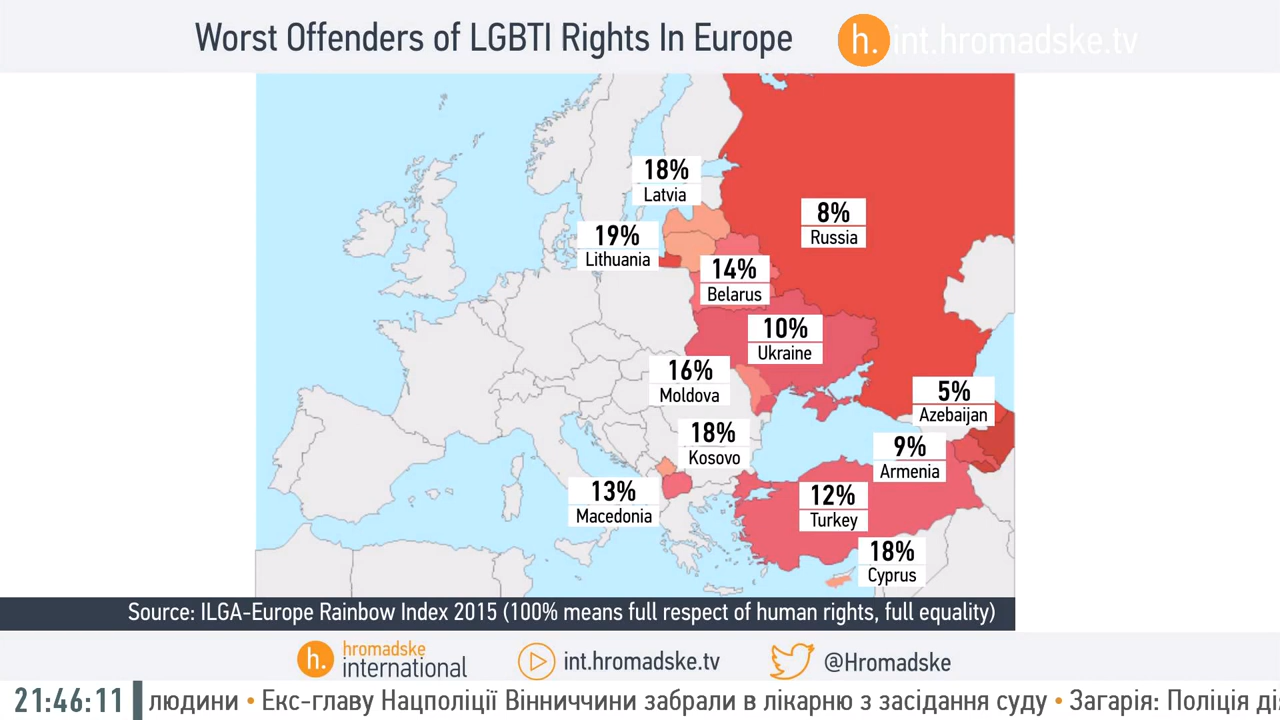 Worst Offenders of LGBTI Rights In Europe
h. int.hromadske.tv
18%
Latvia
8%
Russia
19%
Lithuania
14%
Belarus
10%
Ukraine
16%
Moldova
5%
Azebaijan
18%
Kosovo
9%
Armenia
13%
Macedonia
12%
Turkey
18%
Cyprus
Source: ILGA-Europe Rainbow Index 2015 (100% means full respect of human rights, full equality)
h. hromadske
international
int.hromadske.tv
@Hromadske
21:46:11 людини • Екс-главу Нацполіції Вінниччини забрали в лікарню з засідання суду • Загарія: Поліція ді